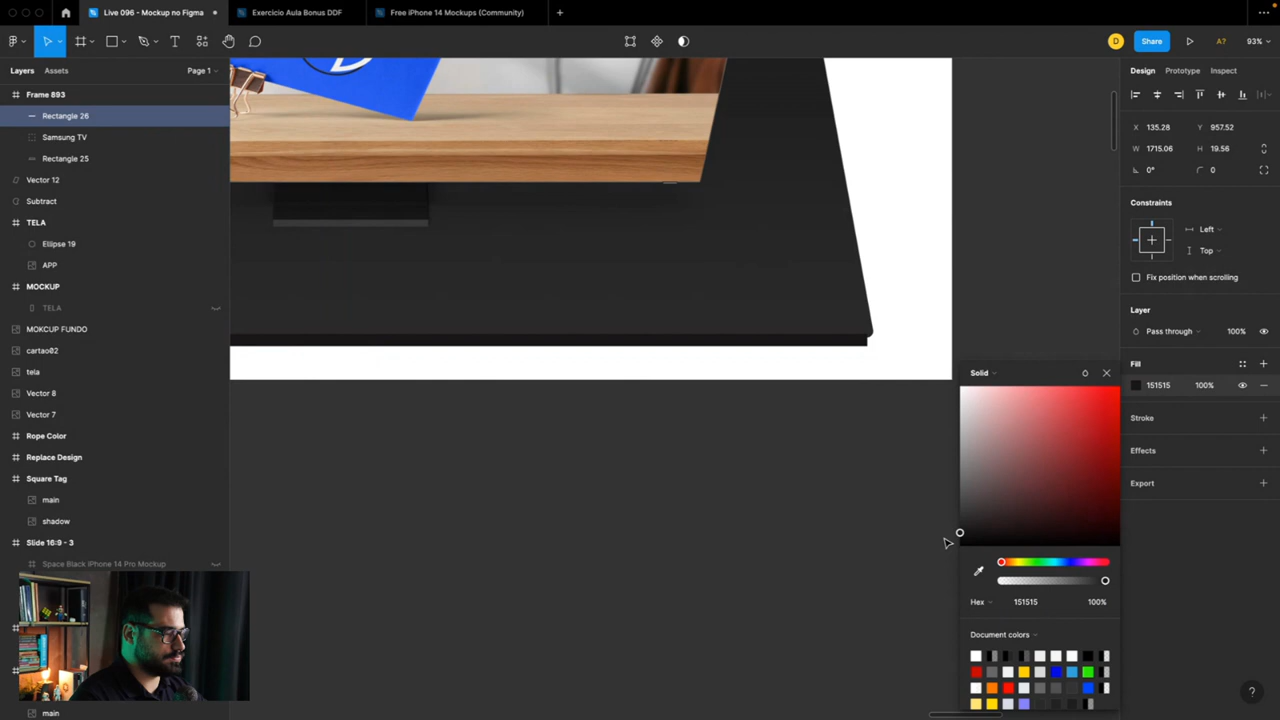 Live 096 - Mockup no Figma
Exercício Aula Bonus DDF
Free iPhone 14 Mockups (Community)
D
Share
A?
93%
Layers
Assets
Page 1
Design
Prototype
Inspect
Frame 893
Rectangle 26
Samsung TV
Rectangle 25
Vector 12
Subtract
TELA
Ellipse 19
APP
MOCKUP
TELA
MOKCUP FUNDO
cartao02
tela
Vector 8
Vector 7
Rope Color
Replace Design
Square Tag
main
shadow
Slide 16:9 - 3
Space Black iPhone 14 Pro Mockup
main
X 135.28
Y 957.52
W 1715.06
H 19.56
0°
0
Constraints
Left
Top
Fix position when scrolling
Layer
Pass through
100%
Fill
151515
100%
Stroke
Effects
Export
Solid
Hex
151515
100%
Document colors
?